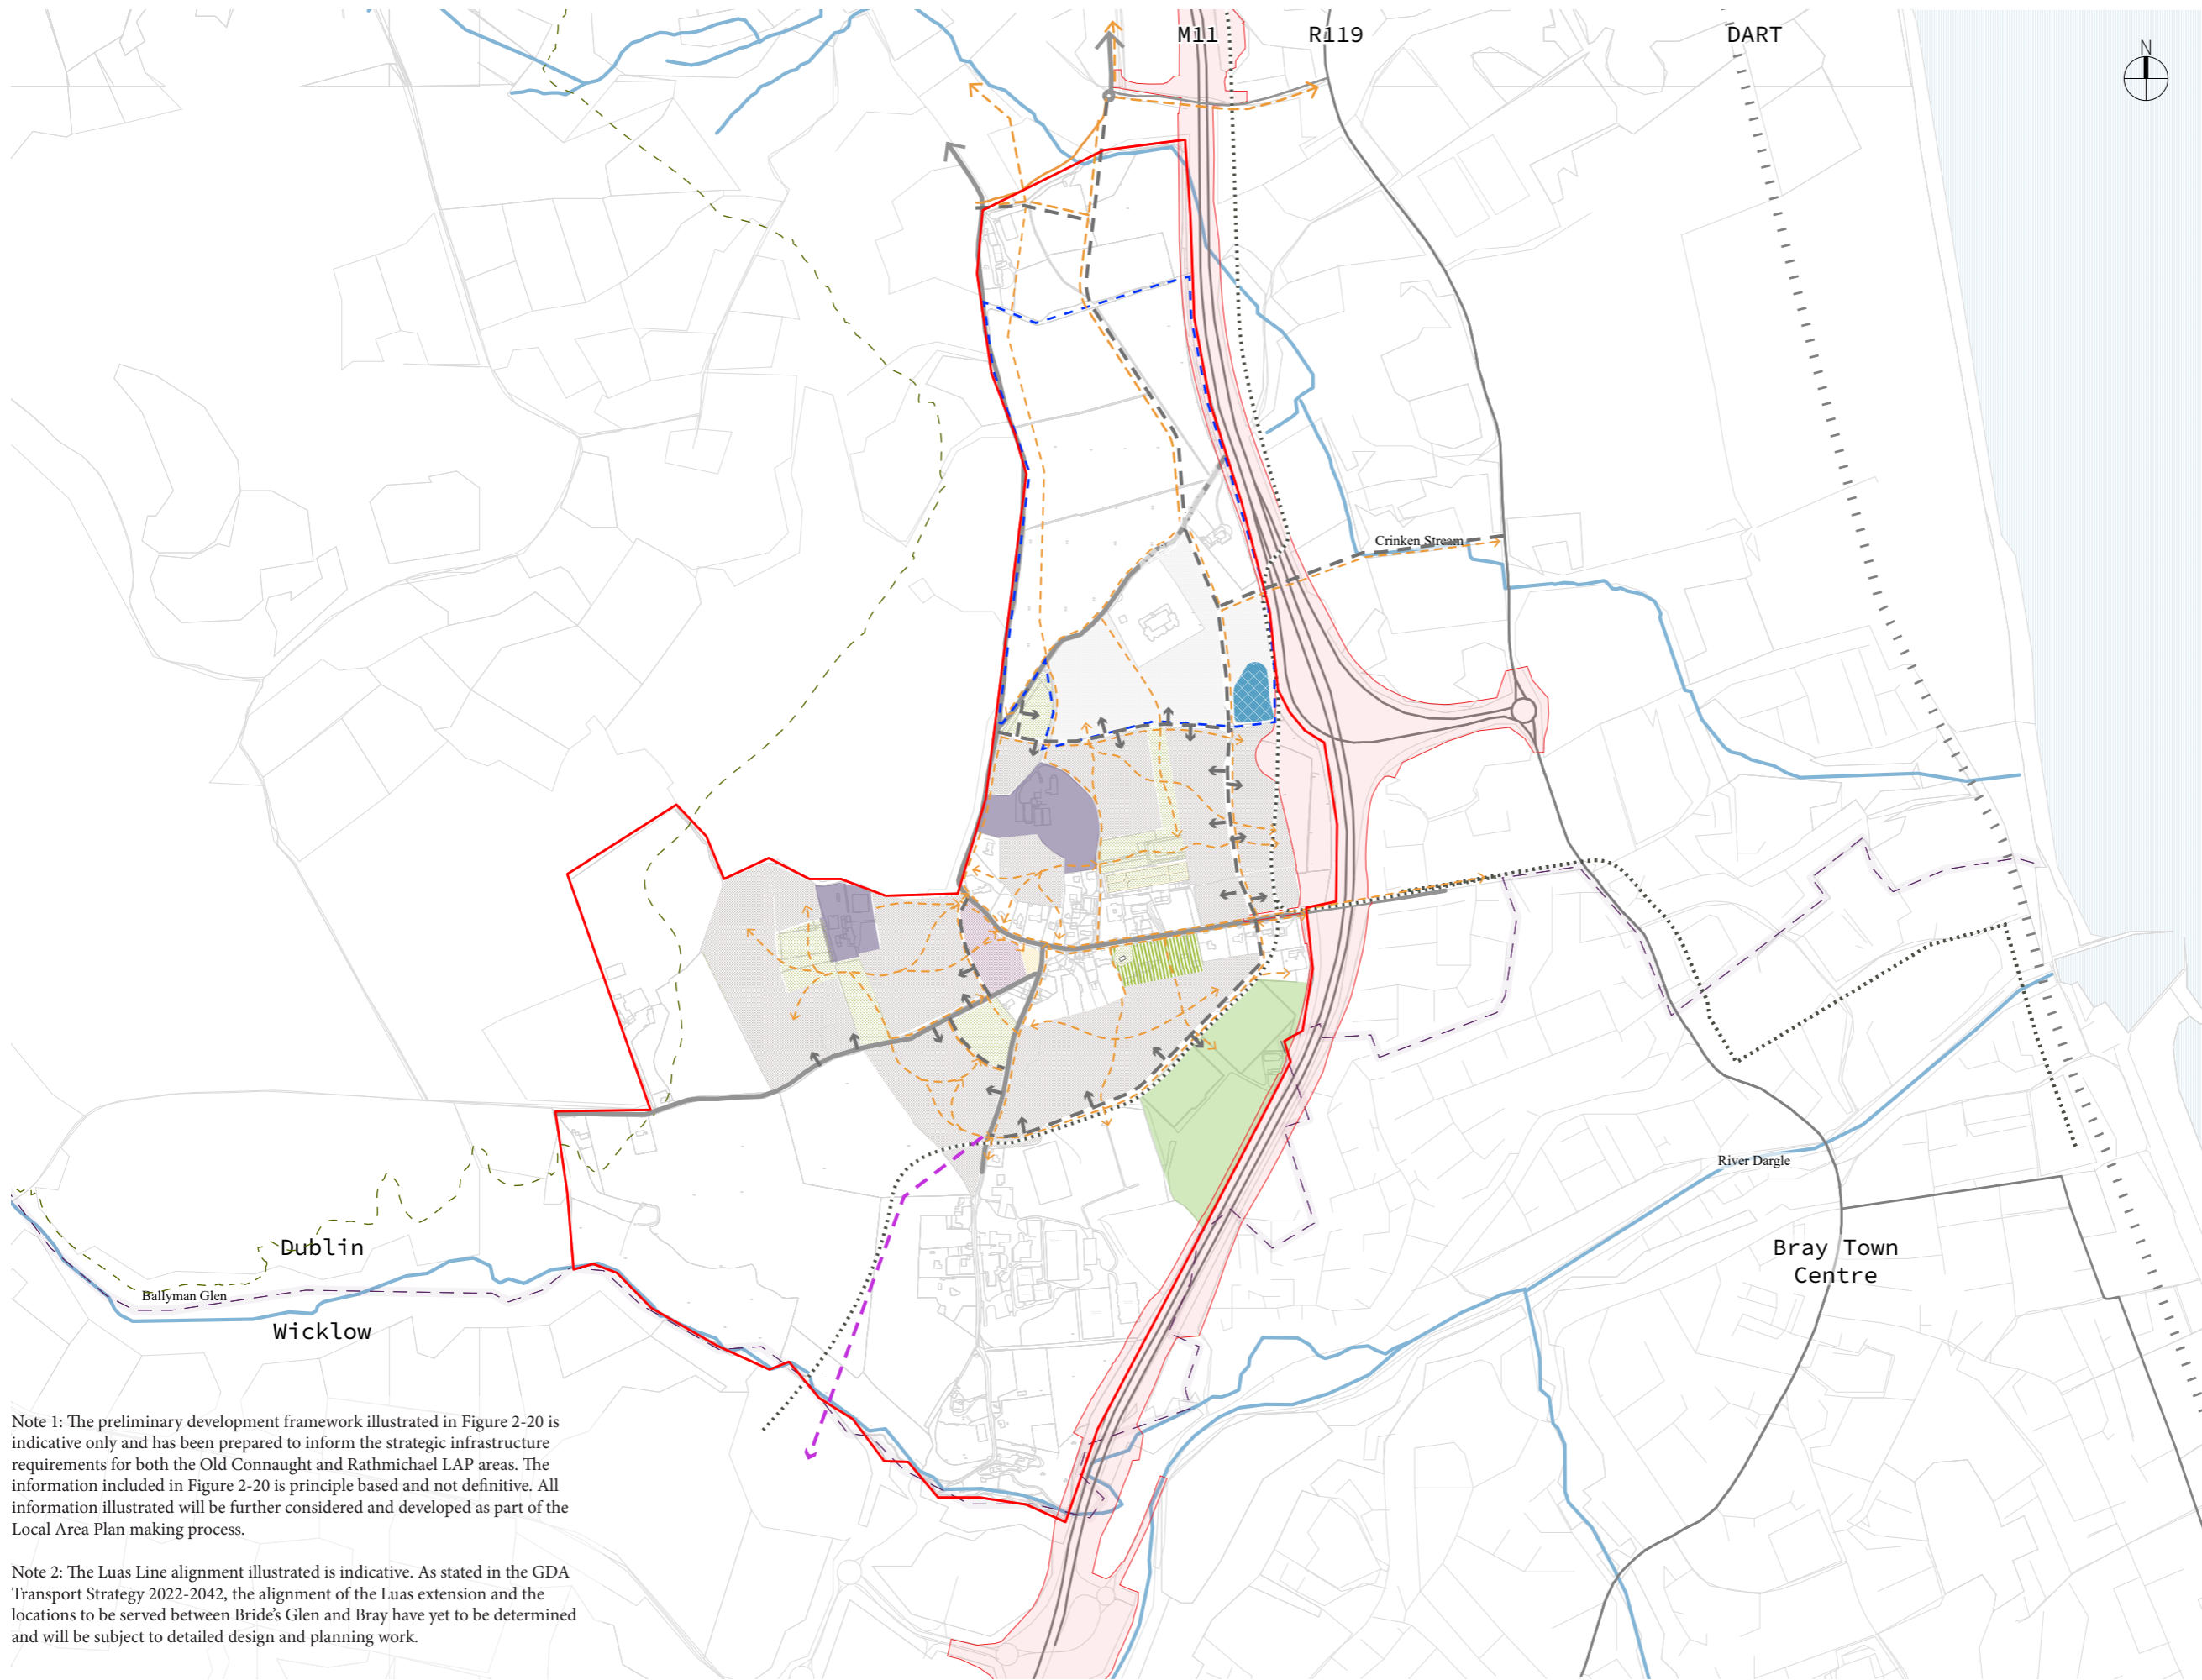 M11
R119
DART
N
Crinken Stream
River Dargle
Bray Town
Centre
Dublin
Ballyman Glen
Wicklow
Note 1: The preliminary development framework illustrated in Figure 2-20 is
indicative only and has been prepared to inform the strategic infrastructure
requirements for both the Old Connaught and Rathmichael LAP areas. The
information included in Figure 2-20 is principle based and not definitive. All
information illustrated will be further considered and developed as part of the
Local Area Plan making process.
Note 2: The Luas Line alignment illustrated is indicative. As stated in the GDA
Transport Strategy 2022-2042, the alignment of the Luas extension and the
locations to be served between Bride's Glen and Bray have yet to be determined
and will be subject to detailed design and planning work.